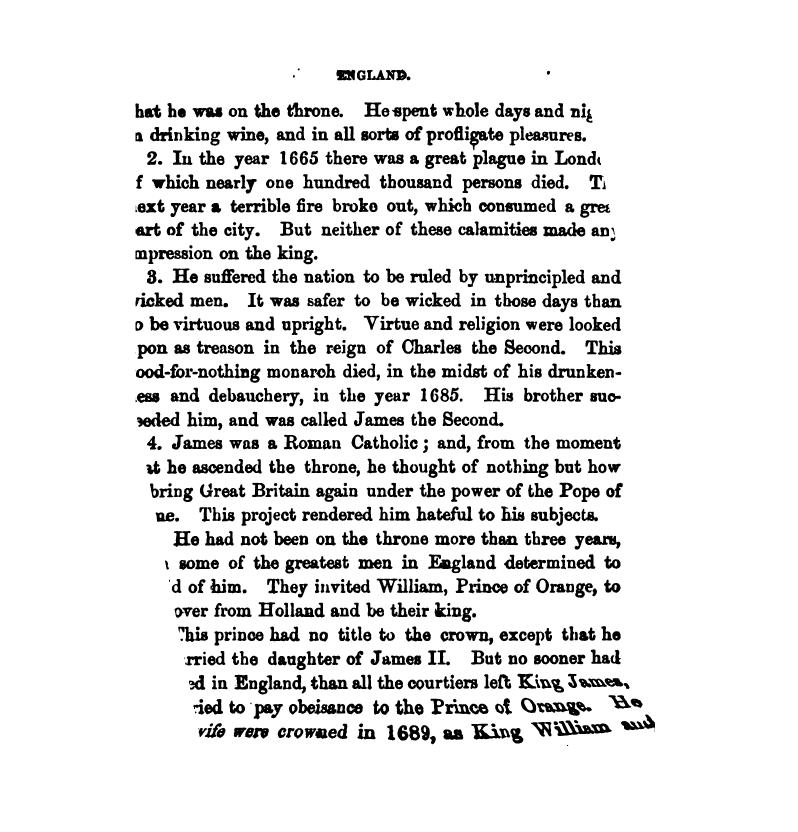 ENGLAND.
hat he was on the throne. He spent whole days and
drinking wine, and in all sorts of profligate pleasures.
2. In the year 1665 there was a great plague in Lond
f which nearly one hundred thousand persons died. T
ext year a terrible fire broke out, which consumed a grea
art of the city. But neither of these calamities made any
mpression on the king.
3. He suffered the nation to be ruled by unprincipled and
icked men. It was safer to be wicked in those days than
o be virtuous and upright. Virtue and religion were looked
pon as treason in the reign of Charles the Second. This
ood-for-nothing monarch died, in the midst of his drunken-
ess and debauchery, in the year 1685. His brother suc-
eeded him, and was called James the Second.
4. James was a Roman Catholic; and, from the moment
at he ascended the throne, he thought of nothing but how
bring Great Britain again under the power of the Pope of
ne. This project rendered him hateful to his subjects.
He had not been on the throne more than three years,
some of the greatest men in England determined to
d of him. They invited William, Prince of Orange, to
over from Holland and be their king.
This prince had no title to the crown, except that he
rried the daughter of James II. But no sooner had
ed in England, than all the courtiers left King James,
ried to pay obeisance to the Prince of Orange. He
wife were crowned in 1689, as King William and